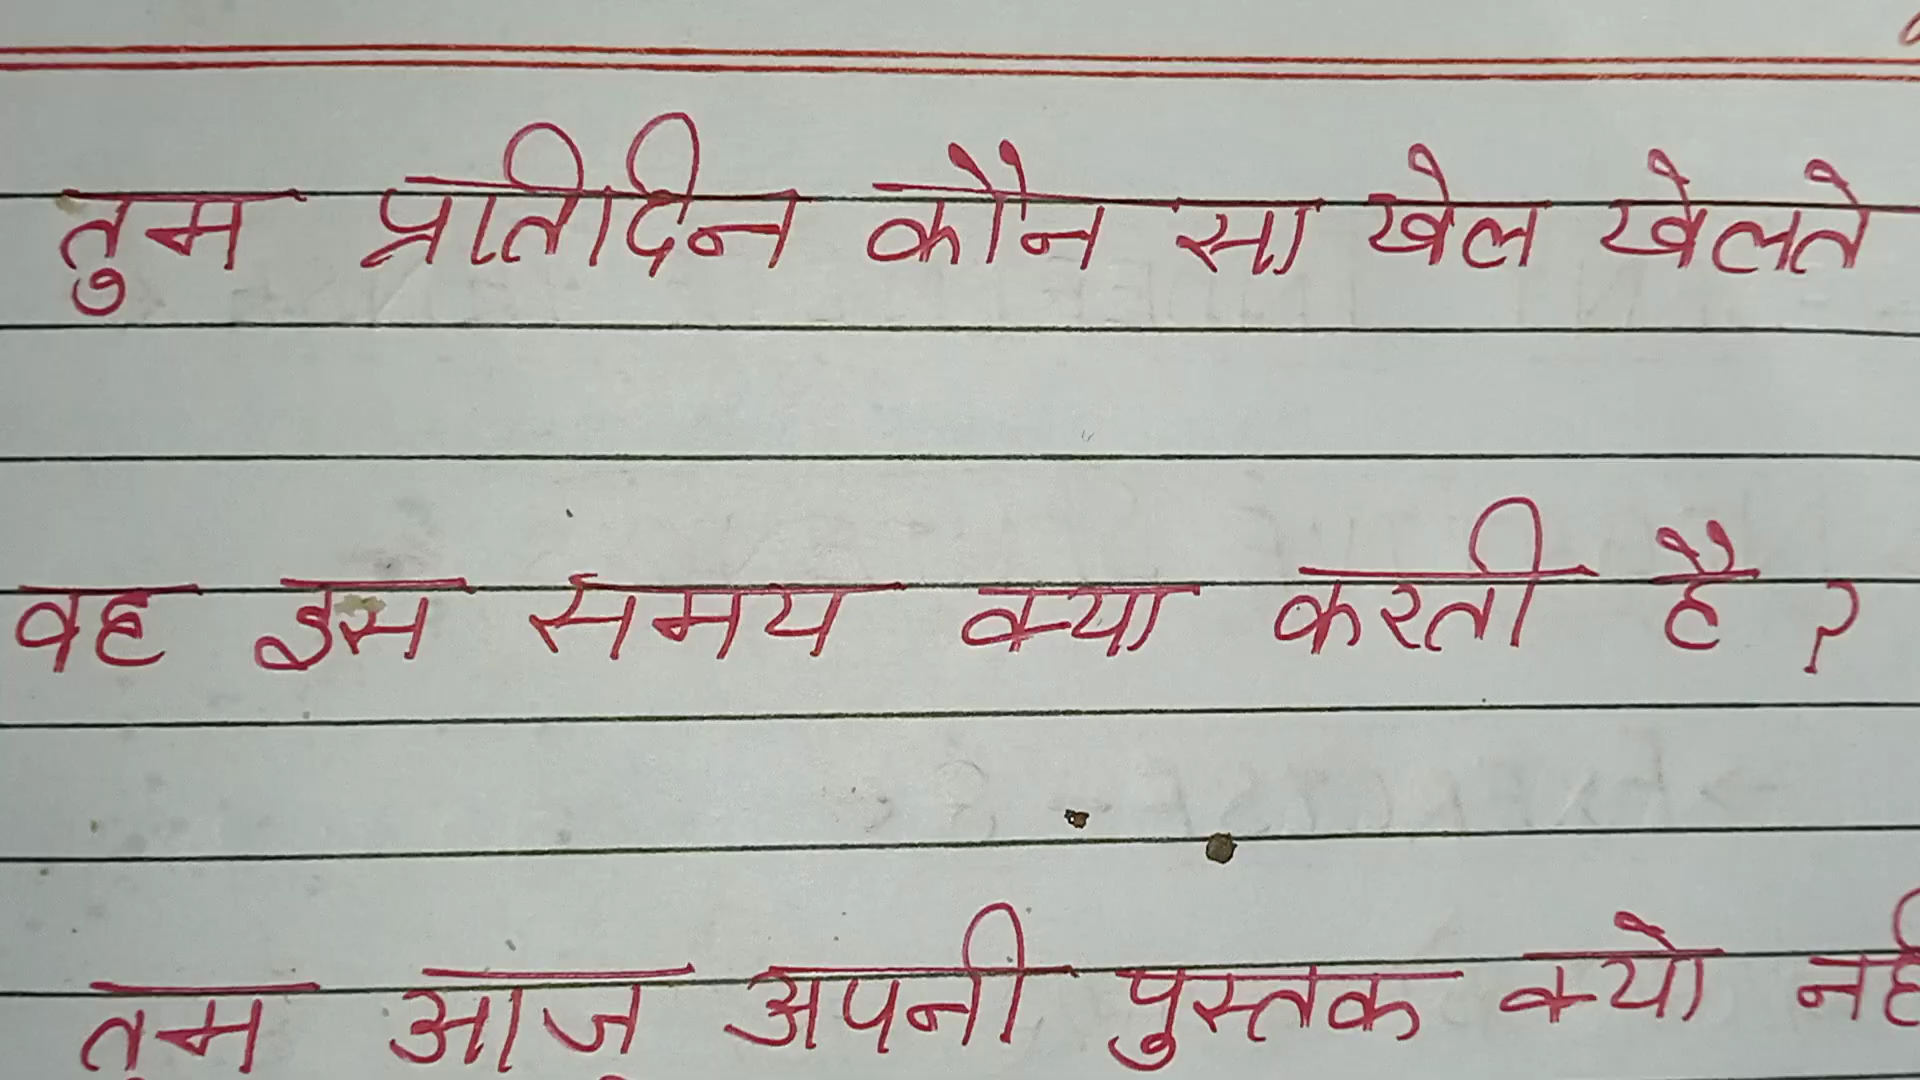 तुम प्रतिदिन कौन सा खेल खेलते
वह इस समय क्या करती है ?
तुम आज अपनी पुस्तक क्यो